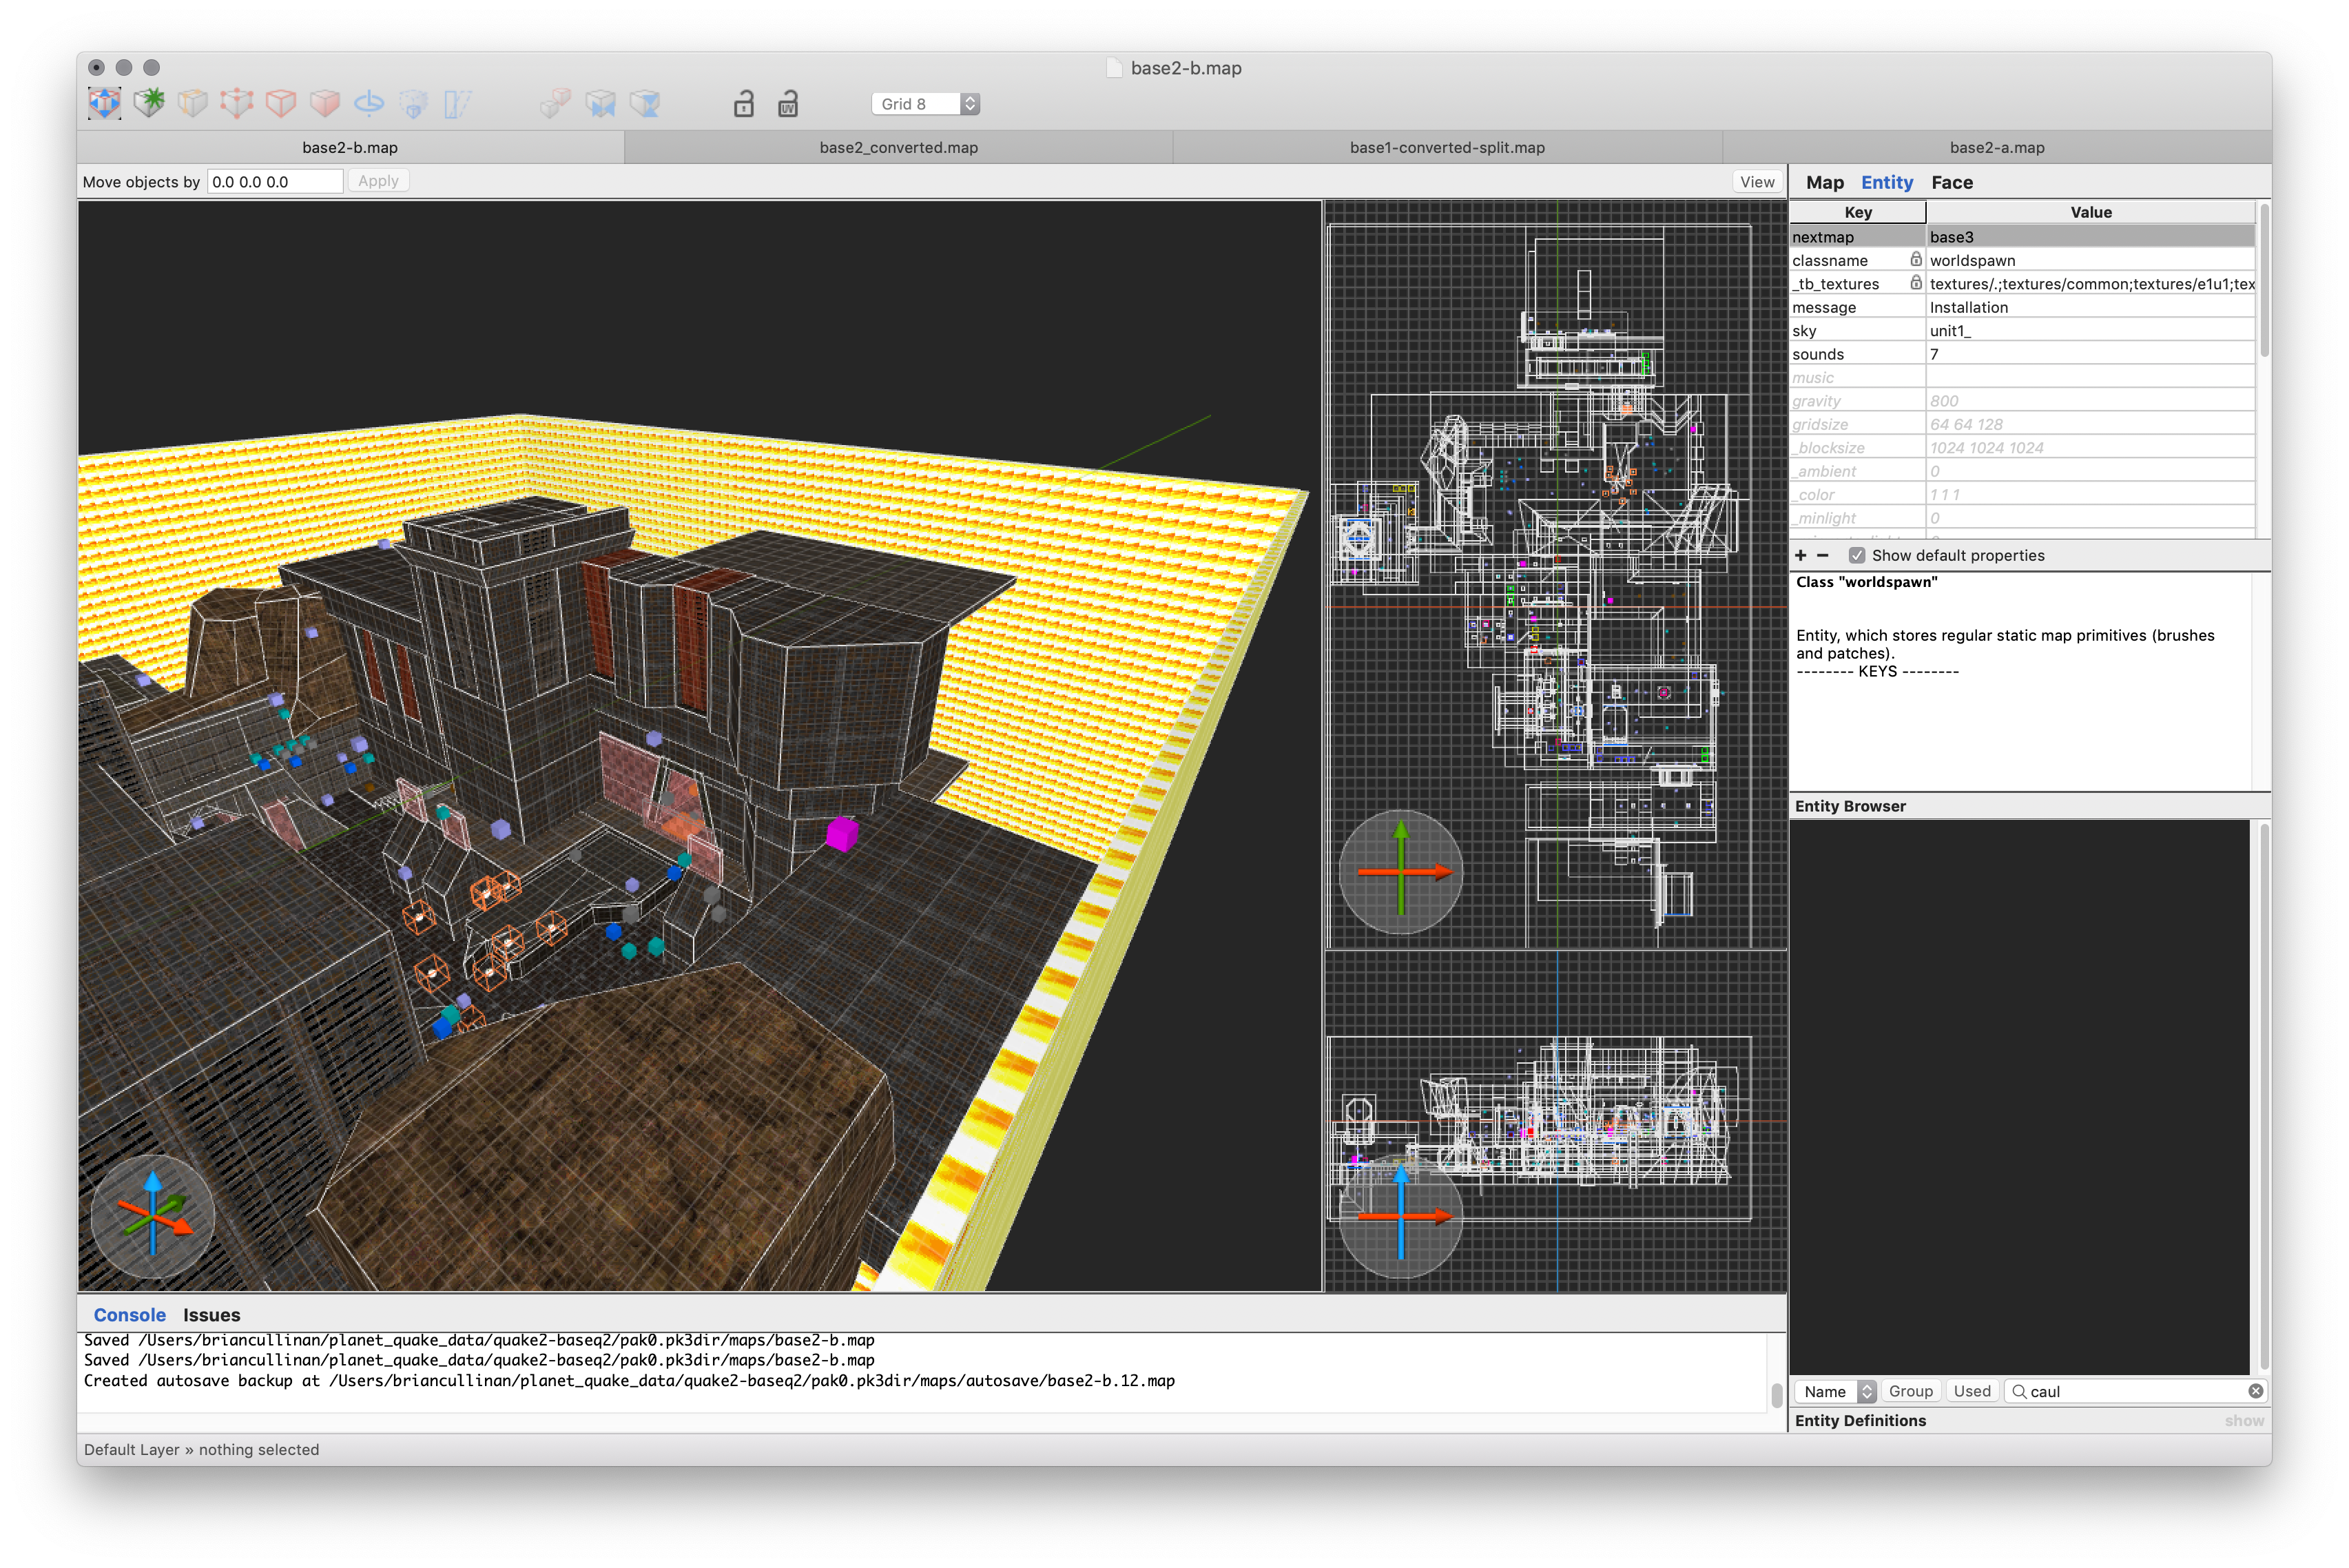 base2-b.map
UV
Grid 8
base2-b.map
base2_converted.map
base1-converted-split.map
base2-a.map
Move objects by
0.0 0.0 0.0
Apply
View
Map Entity Face
Key Value
nextmap base3
classname worldspawn
_tb_textures textures/.;textures/common;textures/e1u1;tex
message Installation
sky unit1_
sounds 7
music
gravity 800
gridsize 64 64 128
_blocksize 1024 1024 1024
_ambient 0
_color 1 1 1
_minlight 0
+ − Show default properties
Class "worldspawn"
Entity, which stores regular static map primitives (brushes
and patches).
-------- KEYS --------
Entity Browser
Name Group Used caul
Entity Definitions show
Console Issues
Saved /Users/briancullinan/planet_quake_data/quake2-baseq2/pak0.pk3dir/maps/base2-b.map
Saved /Users/briancullinan/planet_quake_data/quake2-baseq2/pak0.pk3dir/maps/base2-b.map
Created autosave backup at /Users/briancullinan/planet_quake_data/quake2-baseq2/pak0.pk3dir/maps/autosave/base2-b.12.map
Default Layer » nothing selected